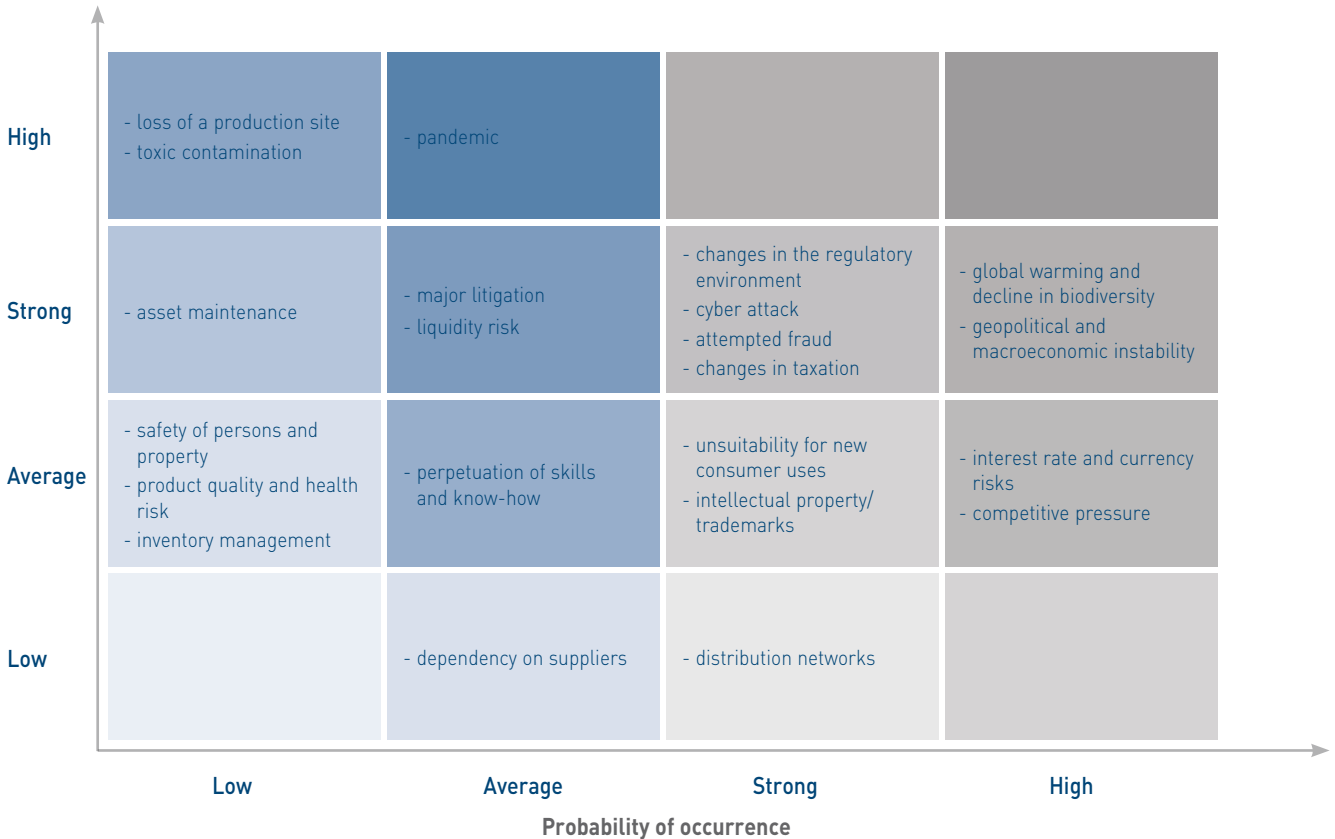 High
- loss of a production site
- toxic contamination
- pandemic
Strong
- asset maintenance
- major litigation
- liquidity risk
- changes in the regulatory
environment
- cyber attack
- attempted fraud
- changes in taxation
- global warming and
decline in biodiversity
- geopolitical and
macroeconomic instability
Average
- safety of persons and
property
- product quality and health
risk
- inventory management
- perpetuation of skills
and know-how
- unsuitability for new
consumer uses
- intellectual property/
trademarks
- interest rate and currency
risks
- competitive pressure
Low
- dependency on suppliers
- distribution networks
Low
Average
Strong
High
Probability of occurrence